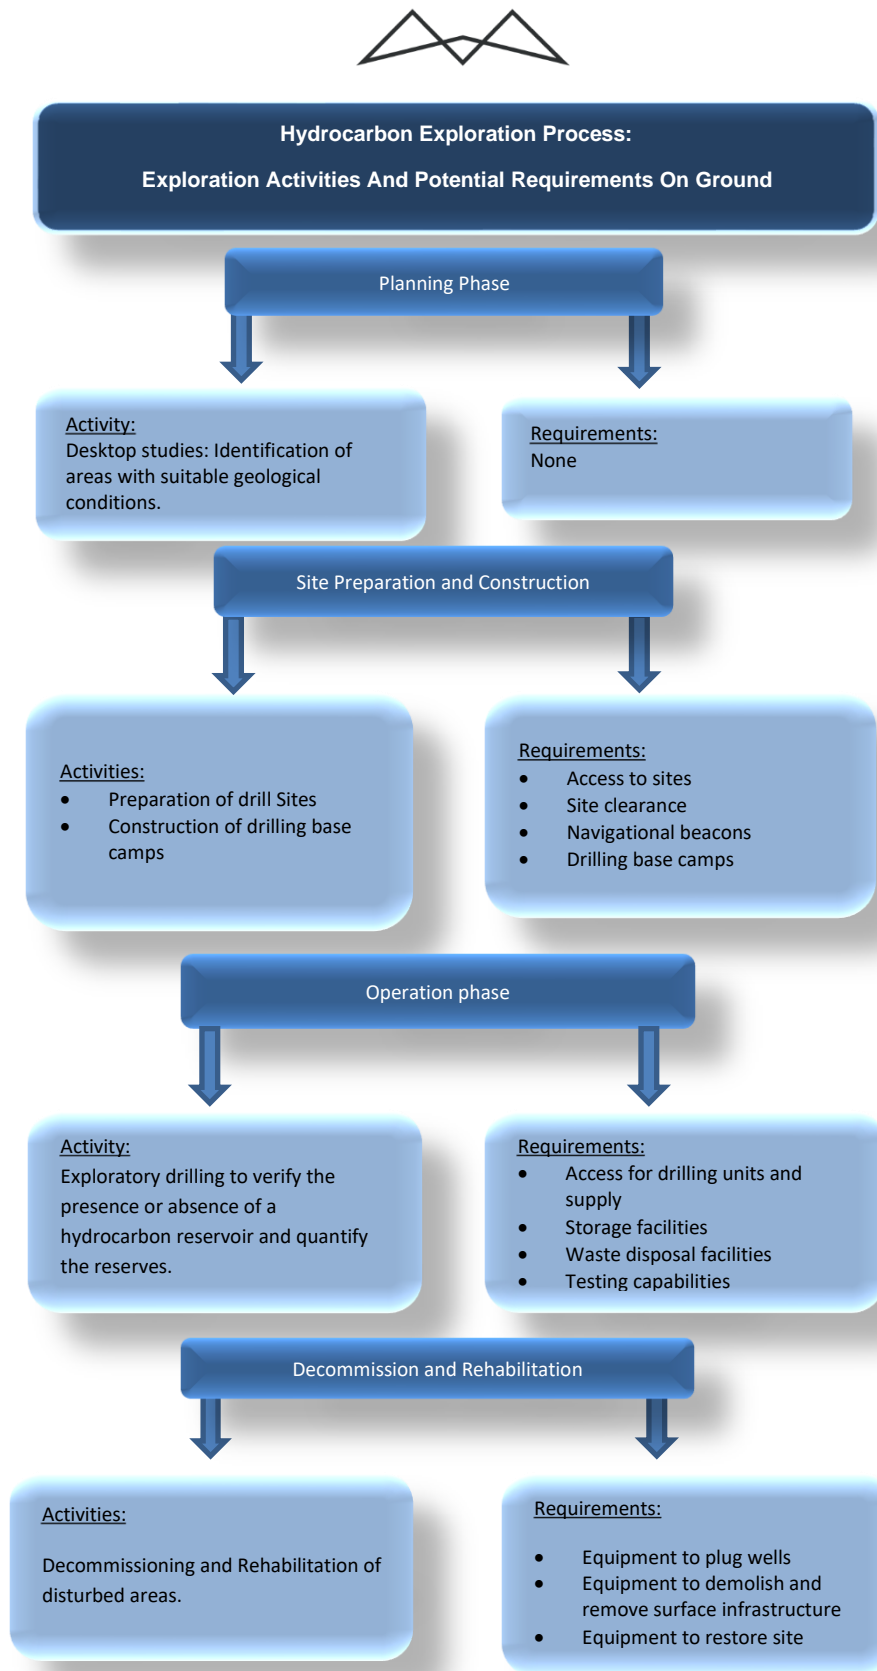 Hydrocarbon Exploration Process:
Exploration Activities And Potential Requirements On Ground
Planning Phase
Activity:
Desktop studies: Identification of
areas with suitable geological
conditions.
Requirements:
None
Site Preparation and Construction
Activities:
• Preparation of drill Sites
• Construction of drilling base
camps
Requirements:
• Access to sites
• Site clearance
• Navigational beacons
• Drilling base camps
Operation phase
Activity:
Exploratory drilling to verify the
presence or absence of a
hydrocarbon reservoir and quantify
the reserves.
Requirements:
• Access for drilling units and
supply
• Storage facilities
• Waste disposal facilities
• Testing capabilities
Decommission and Rehabilitation
Activities:
Decommissioning and Rehabilitation of
disturbed areas.
Requirements:
• Equipment to plug wells
• Equipment to demolish and
remove surface infrastructure
• Equipment to restore site